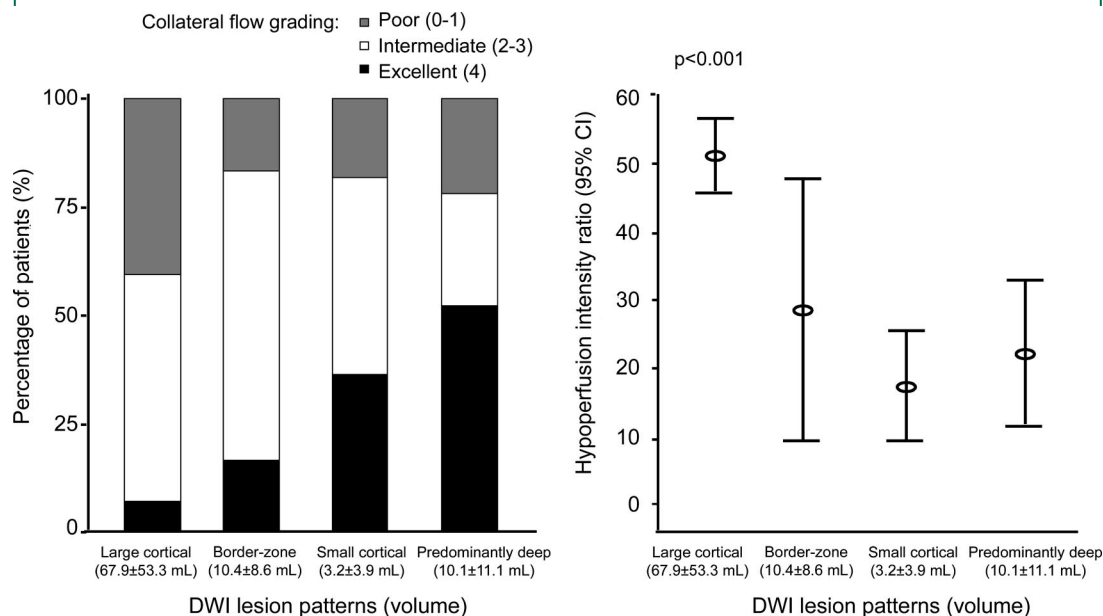 Collateral flow grading:
Poor (0-1)
Intermediate (2-3)
Excellent (4)
Percentage of patients (%)
100
75
50
25
0
Large cortical
(67.9±53.3 mL)
Border-zone
(10.4±8.6 mL)
Small cortical
(3.2±3.9 mL)
Predominantly deep
(10.1±11.1 mL)
DWI lesion patterns (volume)
p<0.001
Hypoperfusion intensity ratio (95% CI)
60
50
40
30
20
10
0
Large cortical
(67.9±53.3 mL)
Border-zone
(10.4±8.6 mL)
Small cortical
(3.2±3.9 mL)
Predominantly deep
(10.1±11.1 mL)
DWI lesion patterns (volume)